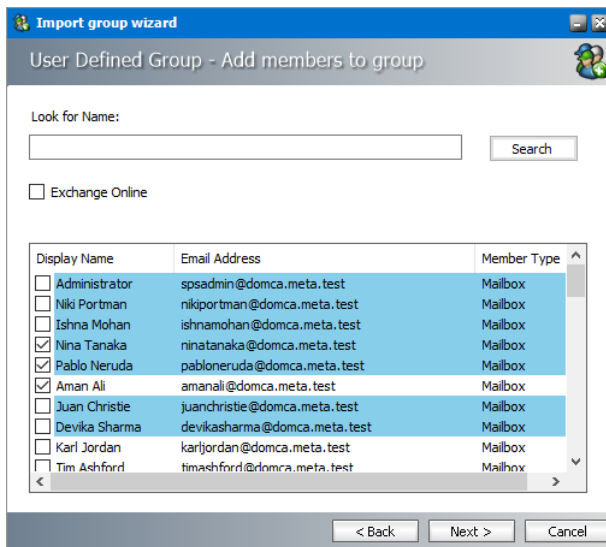 Import group wizard
User Defined Group - Add members to group
Look for Name:
Search
Exchange Online
Display Name Email Address Member Type
Administrator spsadmin@domca.meta.test Mailbox
Niki Portman nikiportman@domca.meta.test Mailbox
Ishna Mohan ishnamohan@domca.meta.test Mailbox
Nina Tanaka ninatanaka@domca.meta.test Mailbox
Pablo Neruda pabloneruda@domca.meta.test Mailbox
Aman Ali amanali@domca.meta.test Mailbox
Juan Christie juanchristie@domca.meta.test Mailbox
Devika Sharma devikasharma@domca.meta.test Mailbox
Karl Jordan karljordan@domca.meta.test Mailbox
Tim Ashford timashford@domca.meta.test Mailbox
< Back Next > Cancel